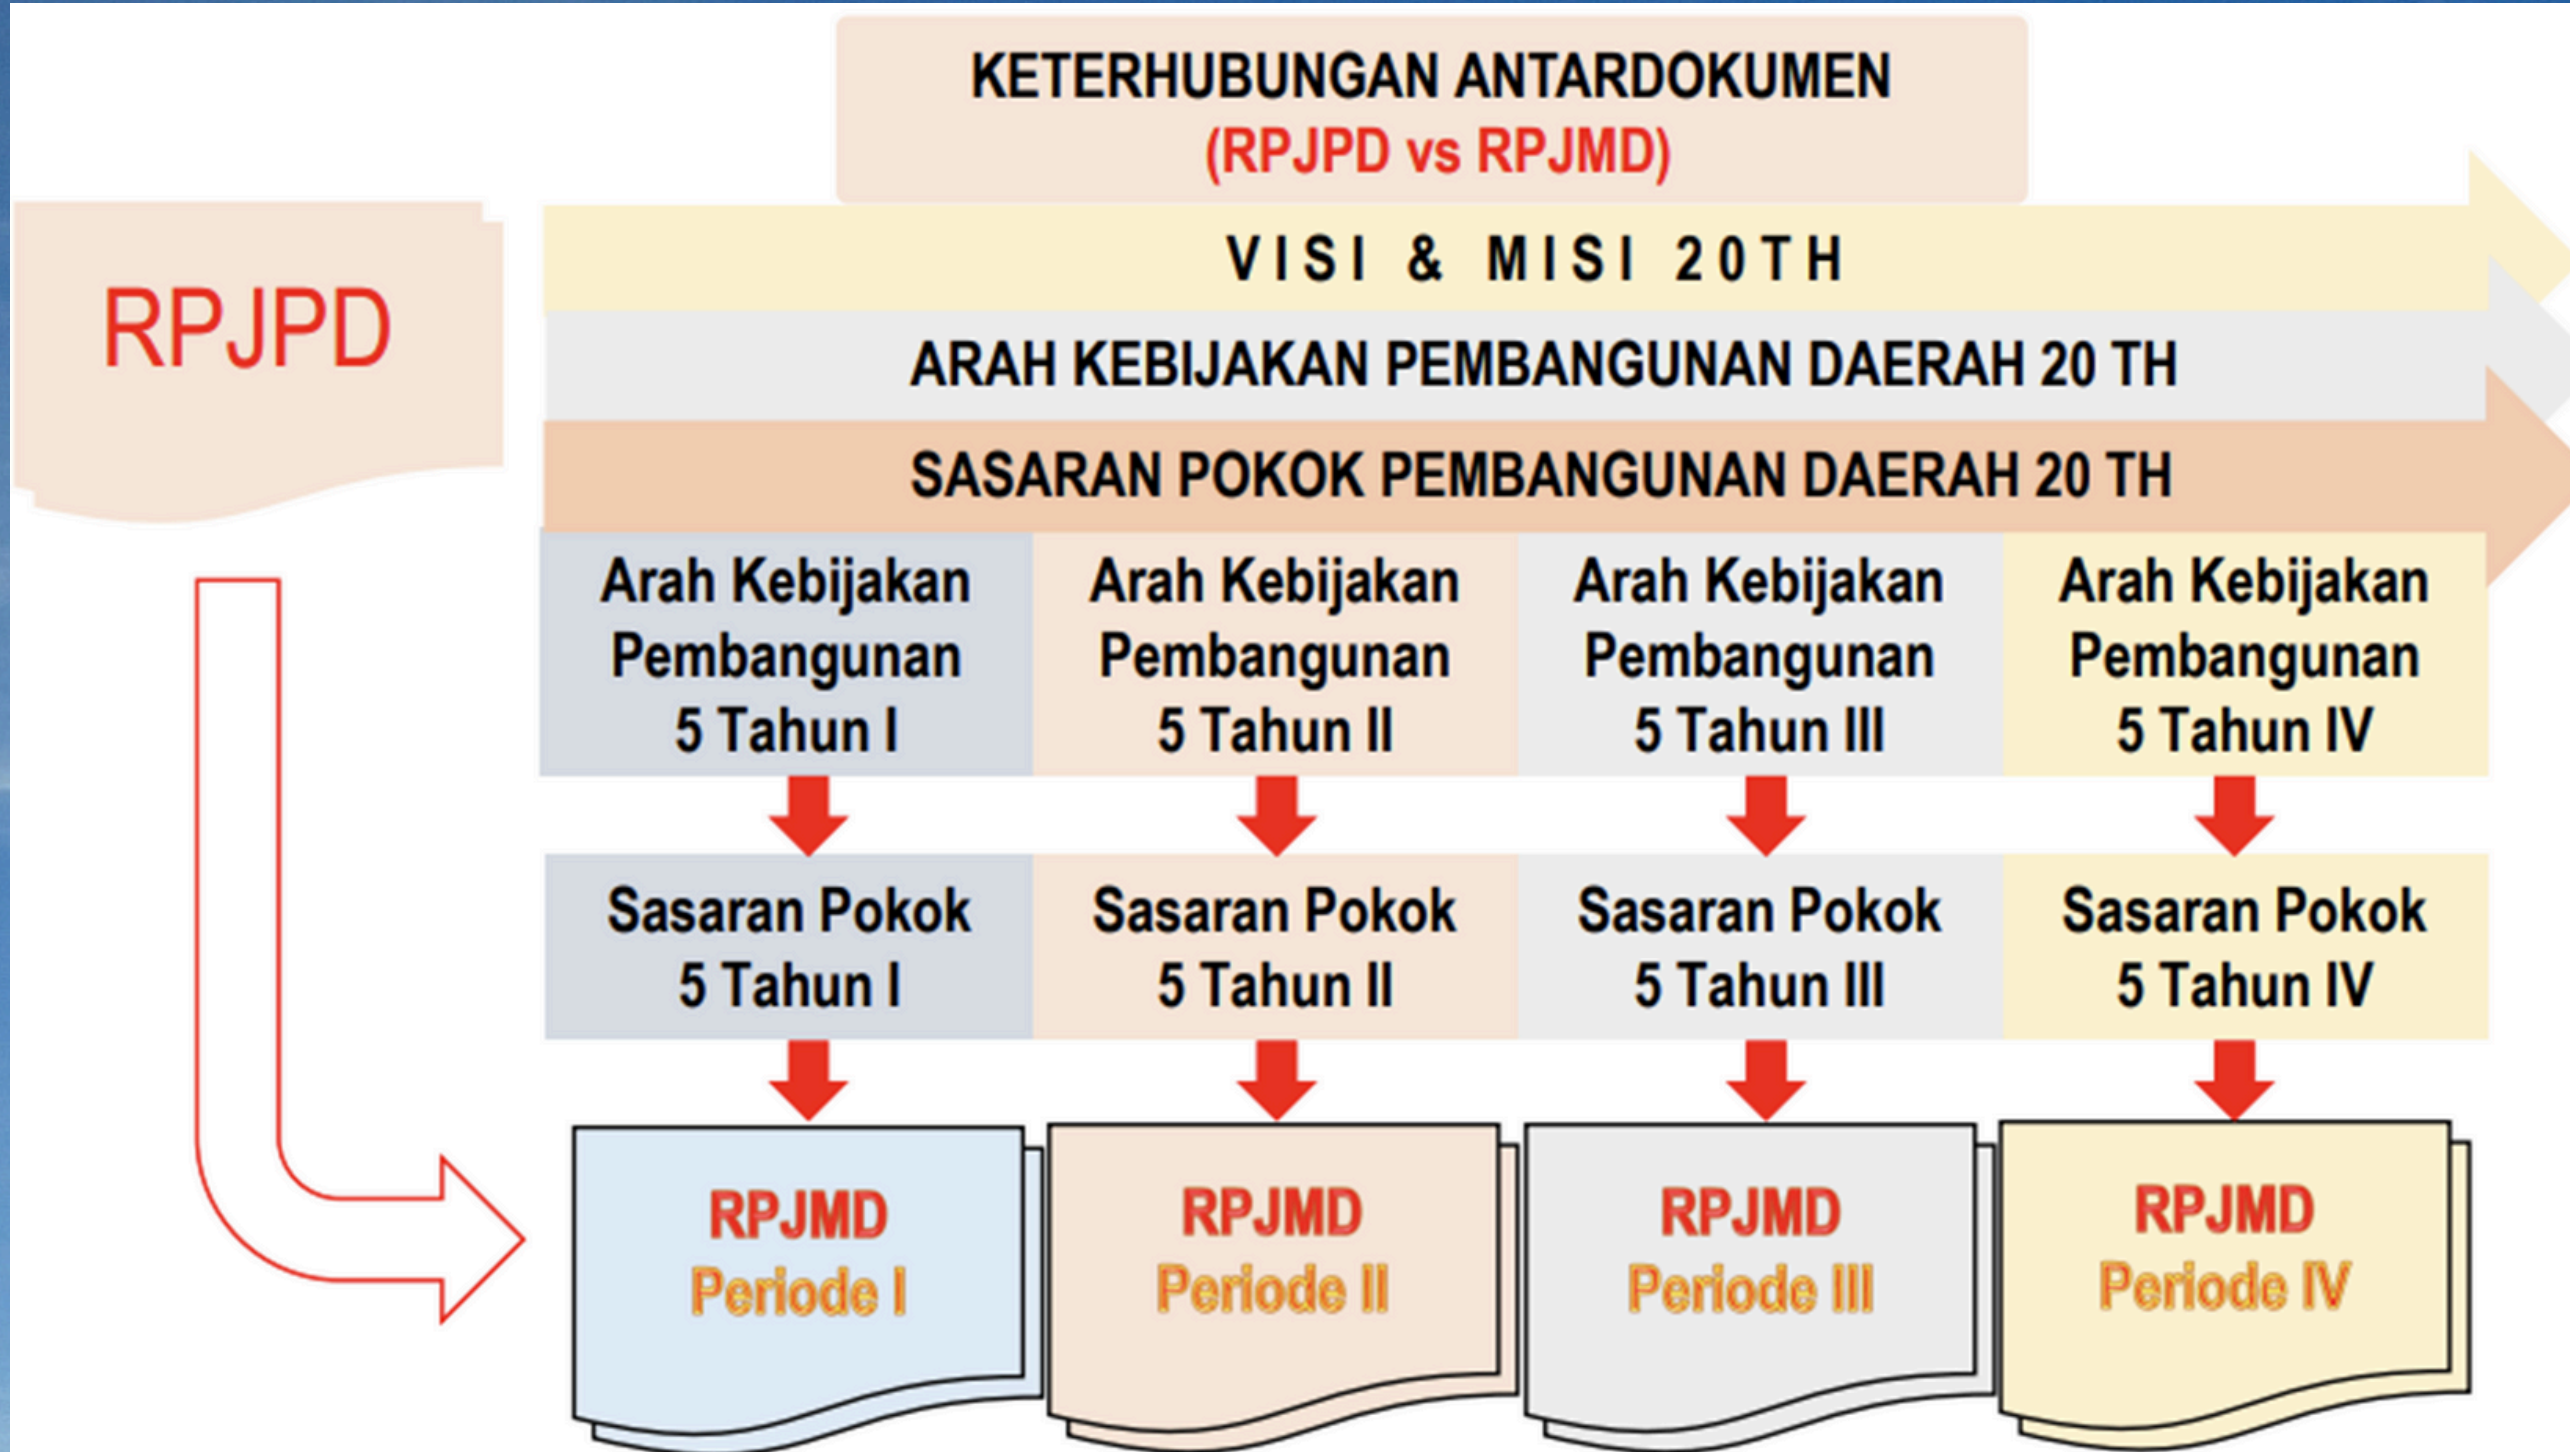 KETERHUBUNGAN ANTARDOKUMEN
(RPJPD vs RPJMD)
RPJPD
VISI & MISI 20TH
ARAH KEBIJAKAN PEMBANGUNAN DAERAH 20 TH
SASARAN POKOK PEMBANGUNAN DAERAH 20 TH
Arah Kebijakan
Pembangunan
5 Tahun I
Arah Kebijakan
Pembangunan
5 Tahun II
Arah Kebijakan
Pembangunan
5 Tahun III
Arah Kebijakan
Pembangunan
5 Tahun IV
Sasaran Pokok
5 Tahun I
Sasaran Pokok
5 Tahun II
Sasaran Pokok
5 Tahun III
Sasaran Pokok
5 Tahun IV
RPJMD
Periode I
RPJMD
Periode II
RPJMD
Periode III
RPJMD
Periode IV